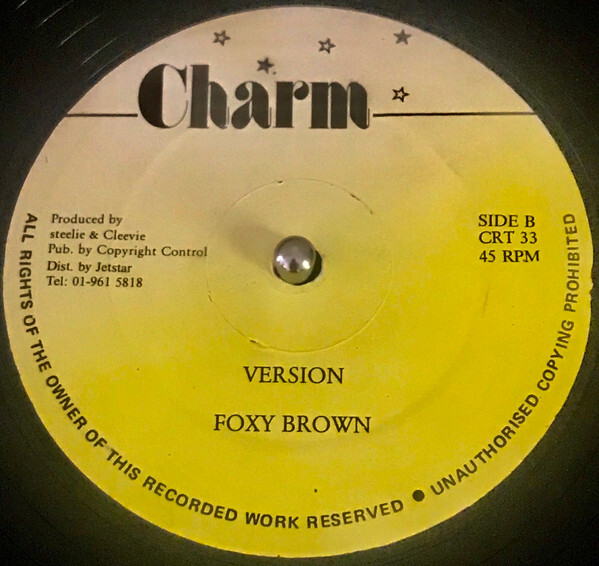 Charm
Produced by
steelie & Cleevie
Pub. by Copyright Control
Dist. by Jetstar
Tel: 01-961 5818
SIDE B
CRT 33
45 RPM
VERSION
FOXY BROWN
ALL RIGHTS OF THE OWNER OF THIS RECORDED WORK RESERVED ● UNAUTHORISED COPYING PROHIBITED